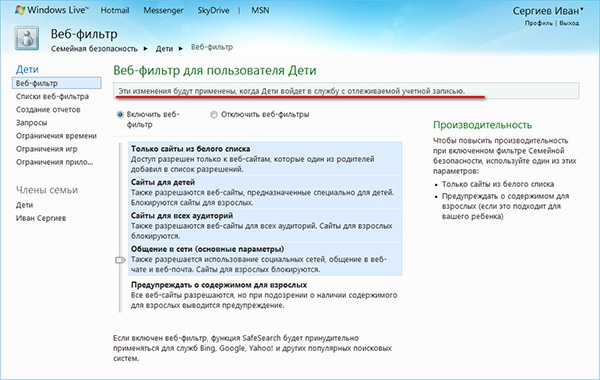 Windows Live™ Hotmail Messenger SkyDrive | MSN
Сергиев Иван
Профиль | Выход
Веб-фильтр
Семейная безопасность ► Дети ► Веб-фильтр
Дети
Веб-фильтр
Списки веб-фильтра
Создание отчетов
Запросы
Ограничения времени
Ограничения игр
Ограничения прило...
Члены семьи
Дети
Иван Сергиев
Веб-фильтр для пользователя Дети
Эти изменения будут применены, когда Дети войдет в службу с отлеживаемой учетной записью.
Включить веб-
фильтр
Отключить веб-фильтры
Только сайты из белого списка
Доступ разрешен только к веб-сайтам, которые один из родителей
добавил в список разрешений.
Сайты для детей
Также разрешаются веб-сайты, предназначенные специально для детей.
Блокируются сайты для взрослых.
Сайты для всех аудиторий
Также разрешаются веб-сайты для всех аудиторий. Сайты для взрослых
блокируются.
Общение в сети (основные параметры)
Также разрешается использование социальных сетей, общение в веб-
чате и веб-почта. Сайты для взрослых блокируются.
Предупреждать о содержимом для взрослых
Все веб-сайты разрешаются, но при подозрении о наличии содержимого
для взрослых выводится предупреждение.
Если включен веб-фильтр, функция SafeSearch будет принудительно
применяться для служб Bing, Google, Yahoo! и других популярных поисковых
систем.
Производительность
Чтобы повысить производительность
при включенном фильтре Семейной
безопасности, используйте один из этих
параметров:
• Только сайты из белого списка
• Предупреждать о содержимом для
взрослых (если это подходит для
вашего ребенка)